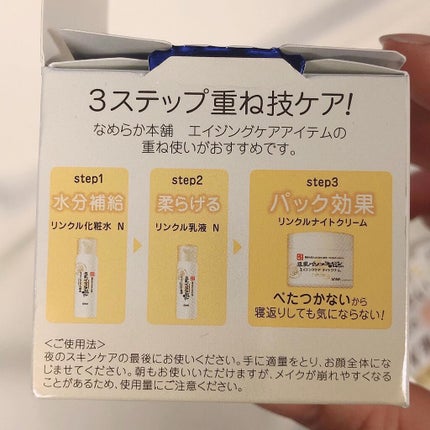 3ステップ重ね技ケア!
なめらか本舗 エイジングケアアイテムの
重ね使いがおすすめです。
step1
水分補給
リンクル化粧水 N
step2
柔らげる
リンクル乳液 N
step3
パック効果
リンクルナイトクリーム
べたつかないから
寝返りしても気にならない!
<ご使用法>
夜のスキンケアの最後にお使いください。手に適量をとり、お顔全体にな
じませてください。朝もお使いいただけますが、メイクが崩れやすくなる
ことがあるため、使用量にご注意ください。